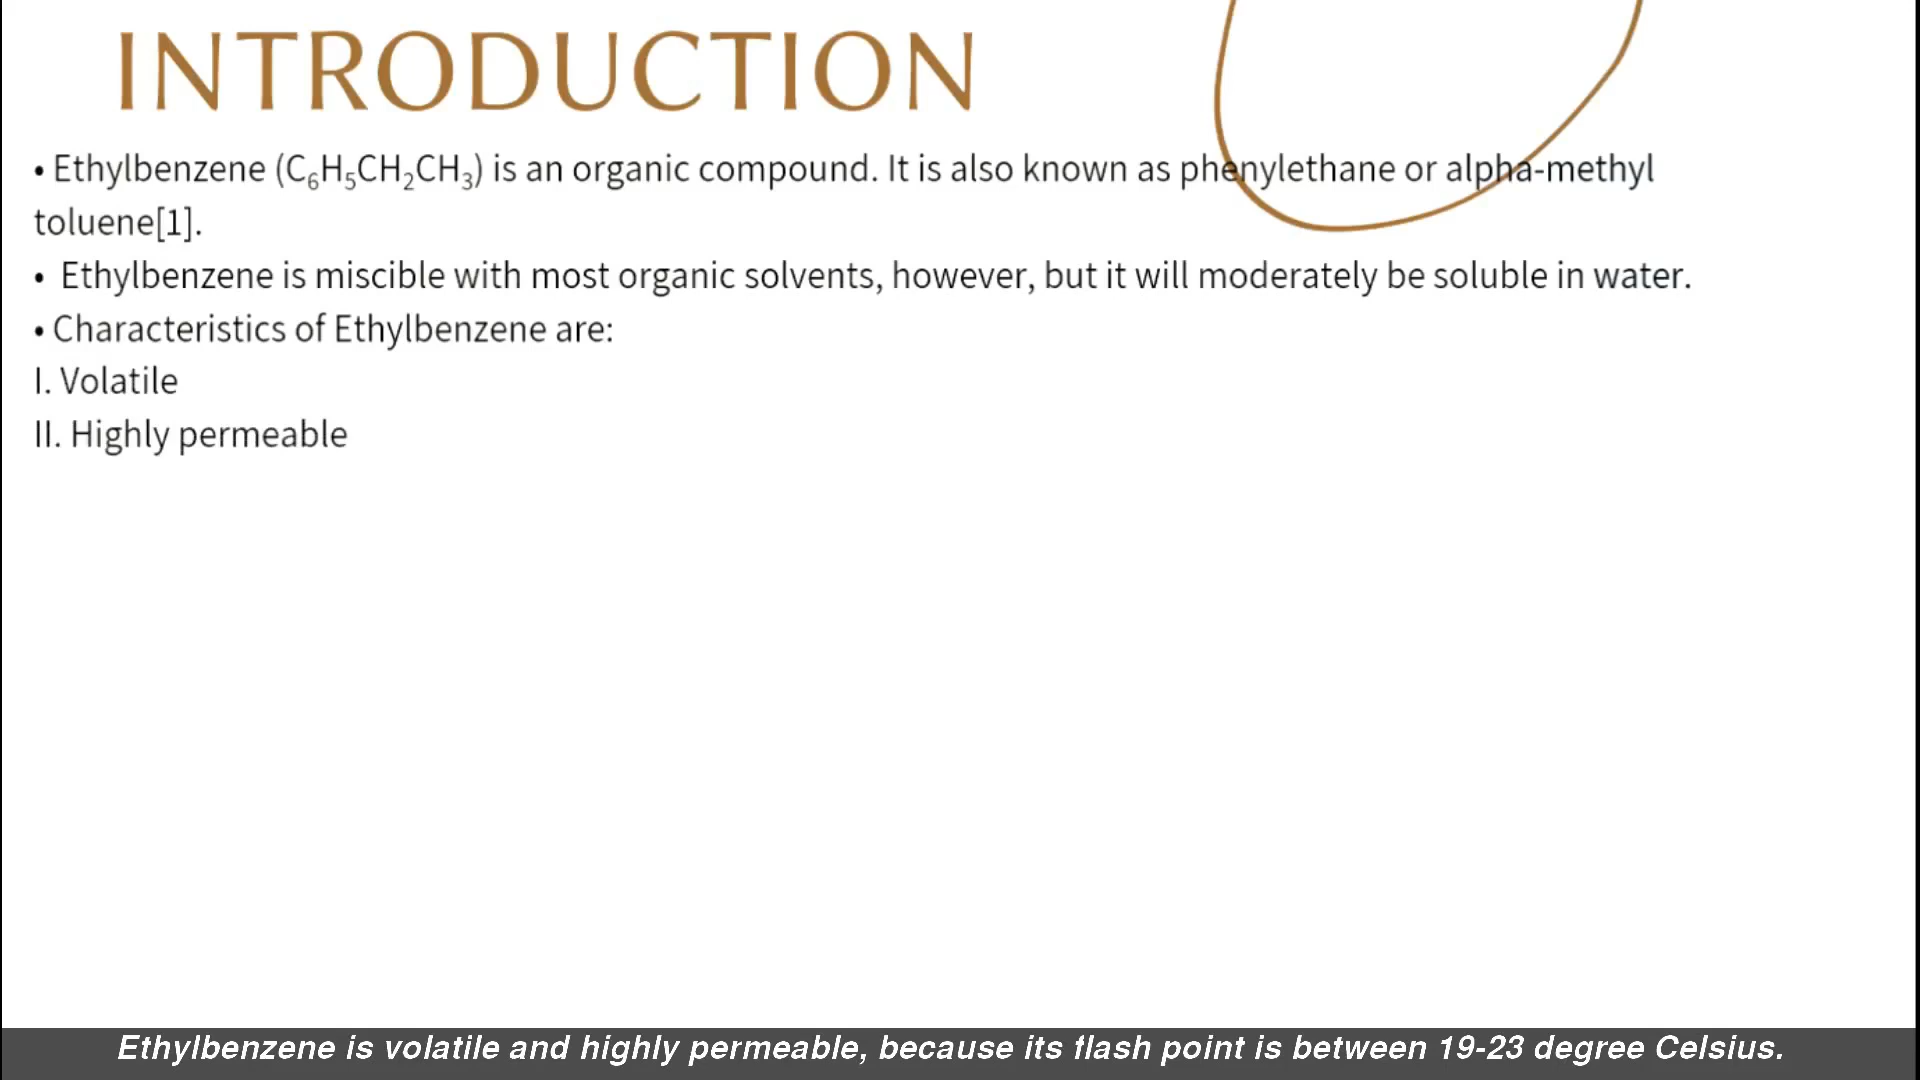 INTRODUCTION
• Ethylbenzene (C₆H₅CH₂CH₃) is an organic compound. It is also known as phenylethane or alpha-methyl
toluene[1].
• Ethylbenzene is miscible with most organic solvents, however, but it will moderately be soluble in water.
• Characteristics of Ethylbenzene are:
I. Volatile
II. Highly permeable
Ethylbenzene is volatile and highly permeable, because its flash point is between 19-23 degree Celsius.